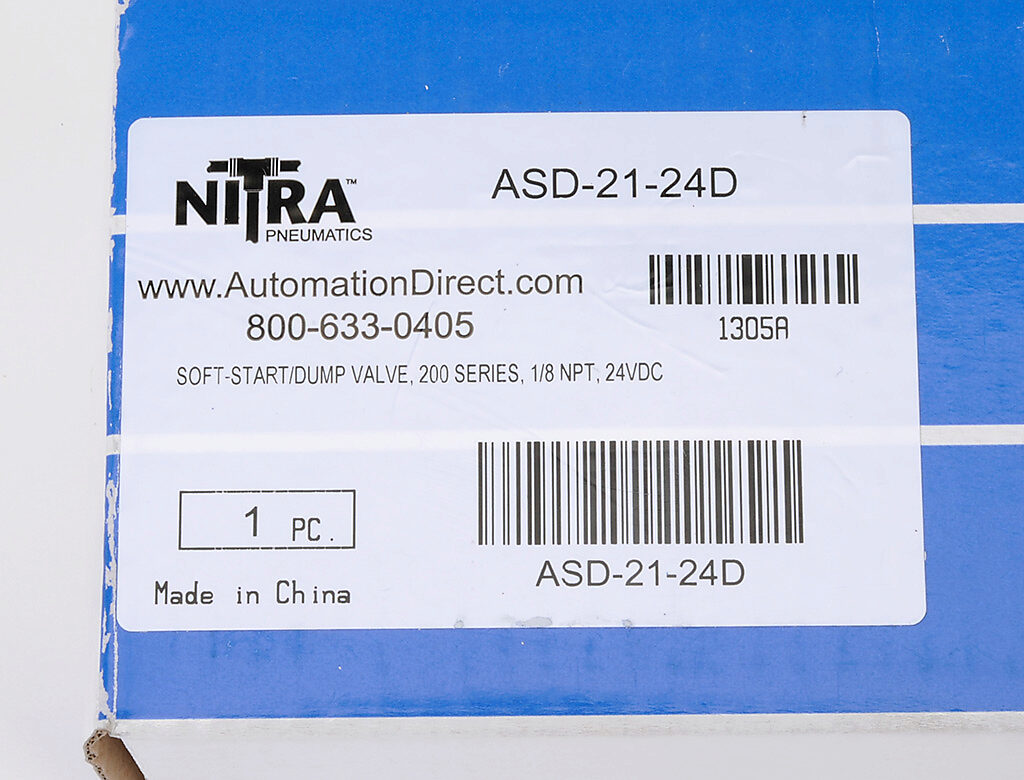 NITRA™
PNEUMATICS
ASD-21-24D
www.AutomationDirect.com
800-633-0405
1305A
SOFT-START/DUMP VALVE, 200 SERIES, 1/8 NPT, 24VDC
1 PC.
ASD-21-24D
Made in China